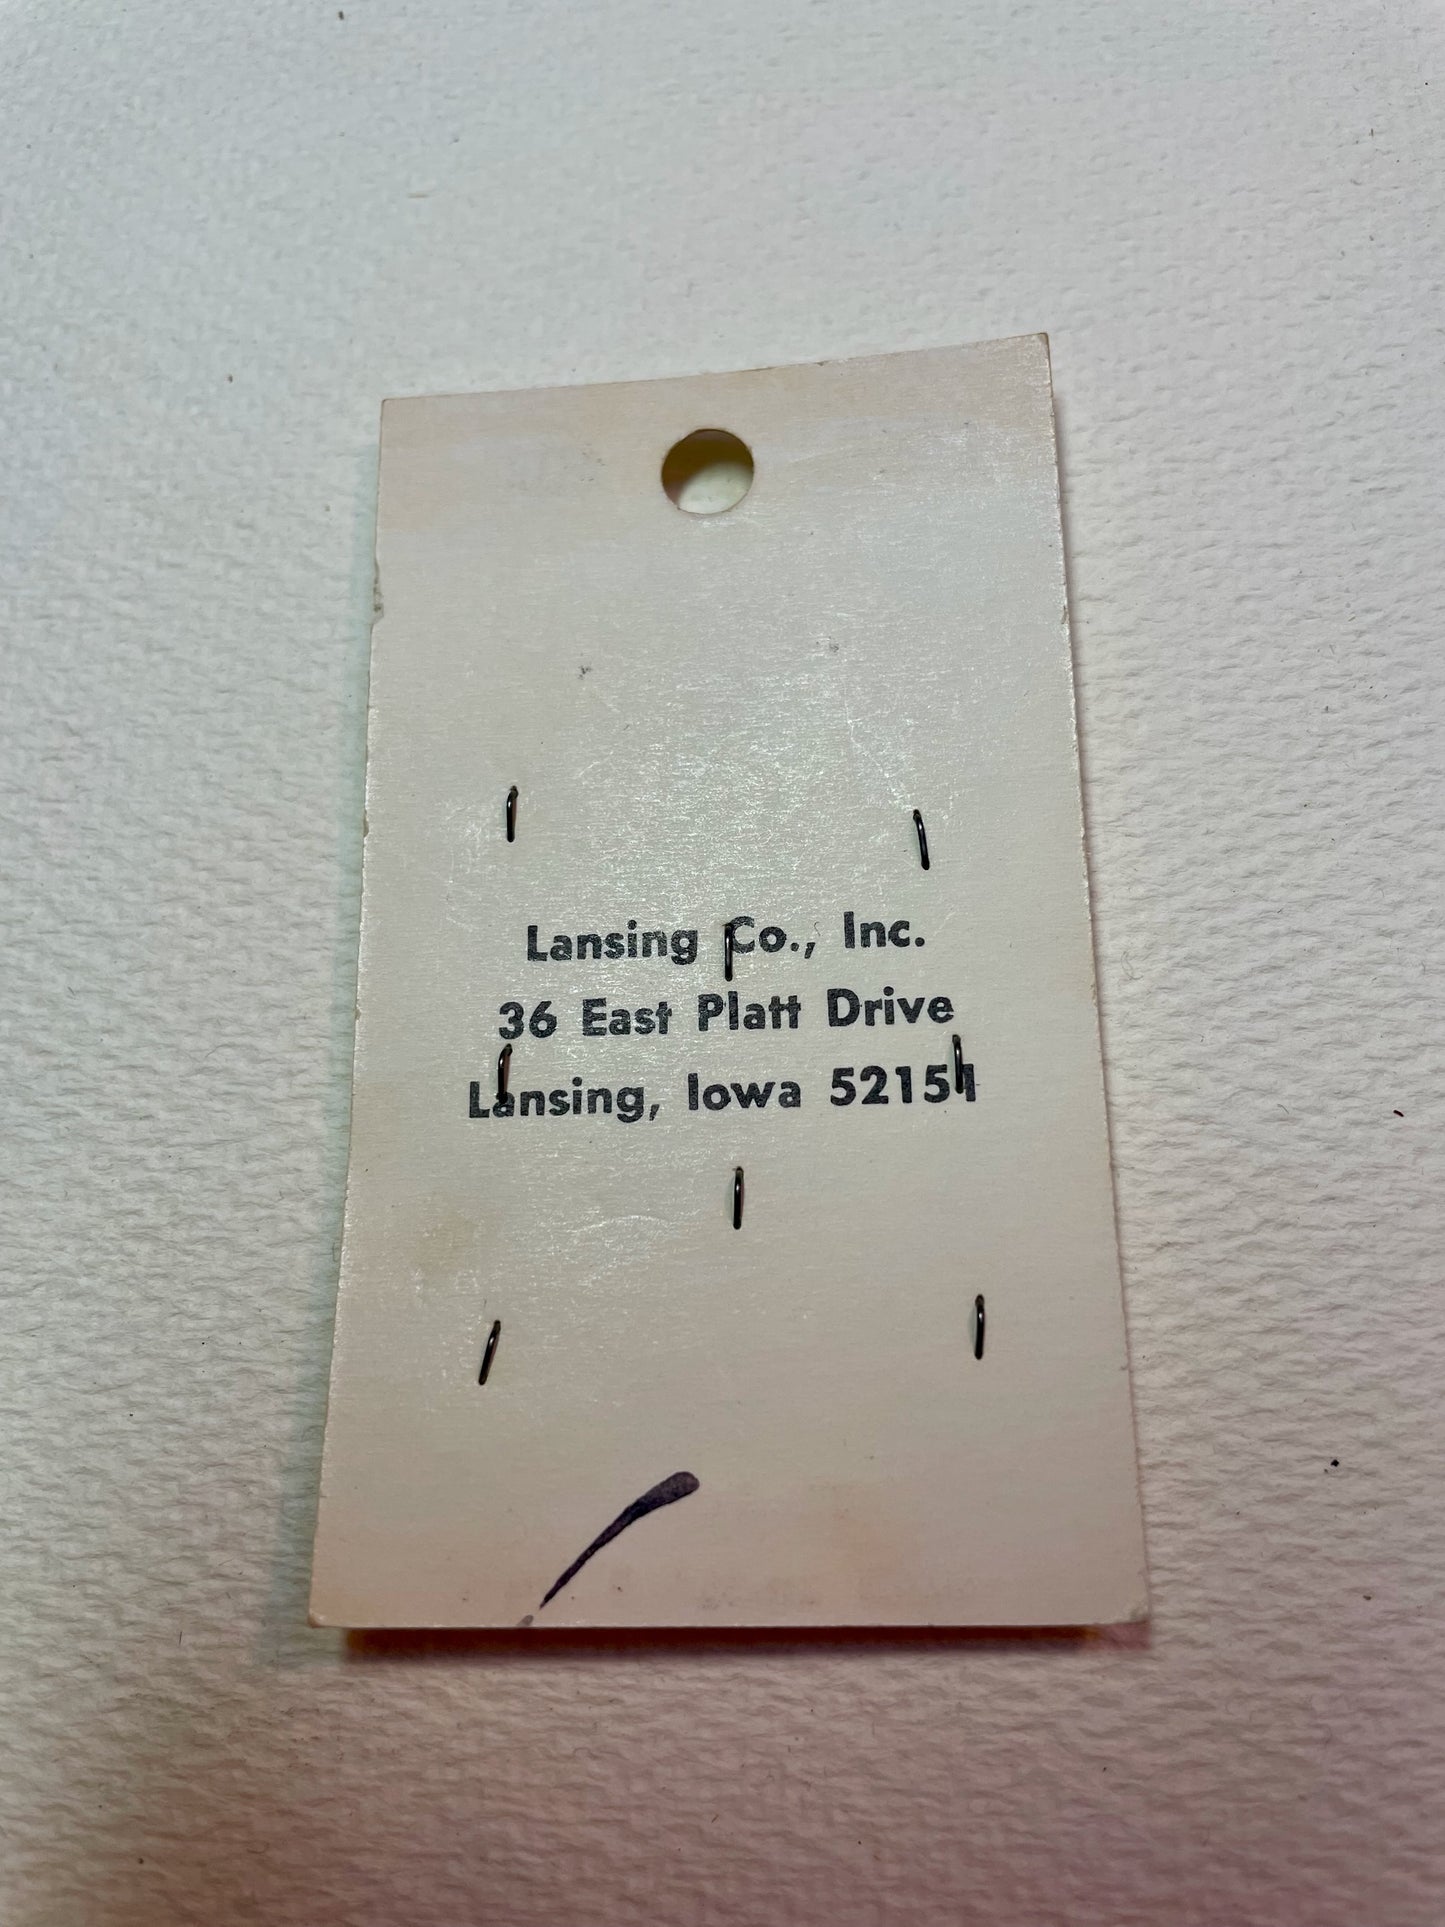 Lansing Co., Inc.
36 East Platt Drive
Lansing, Iowa 52151